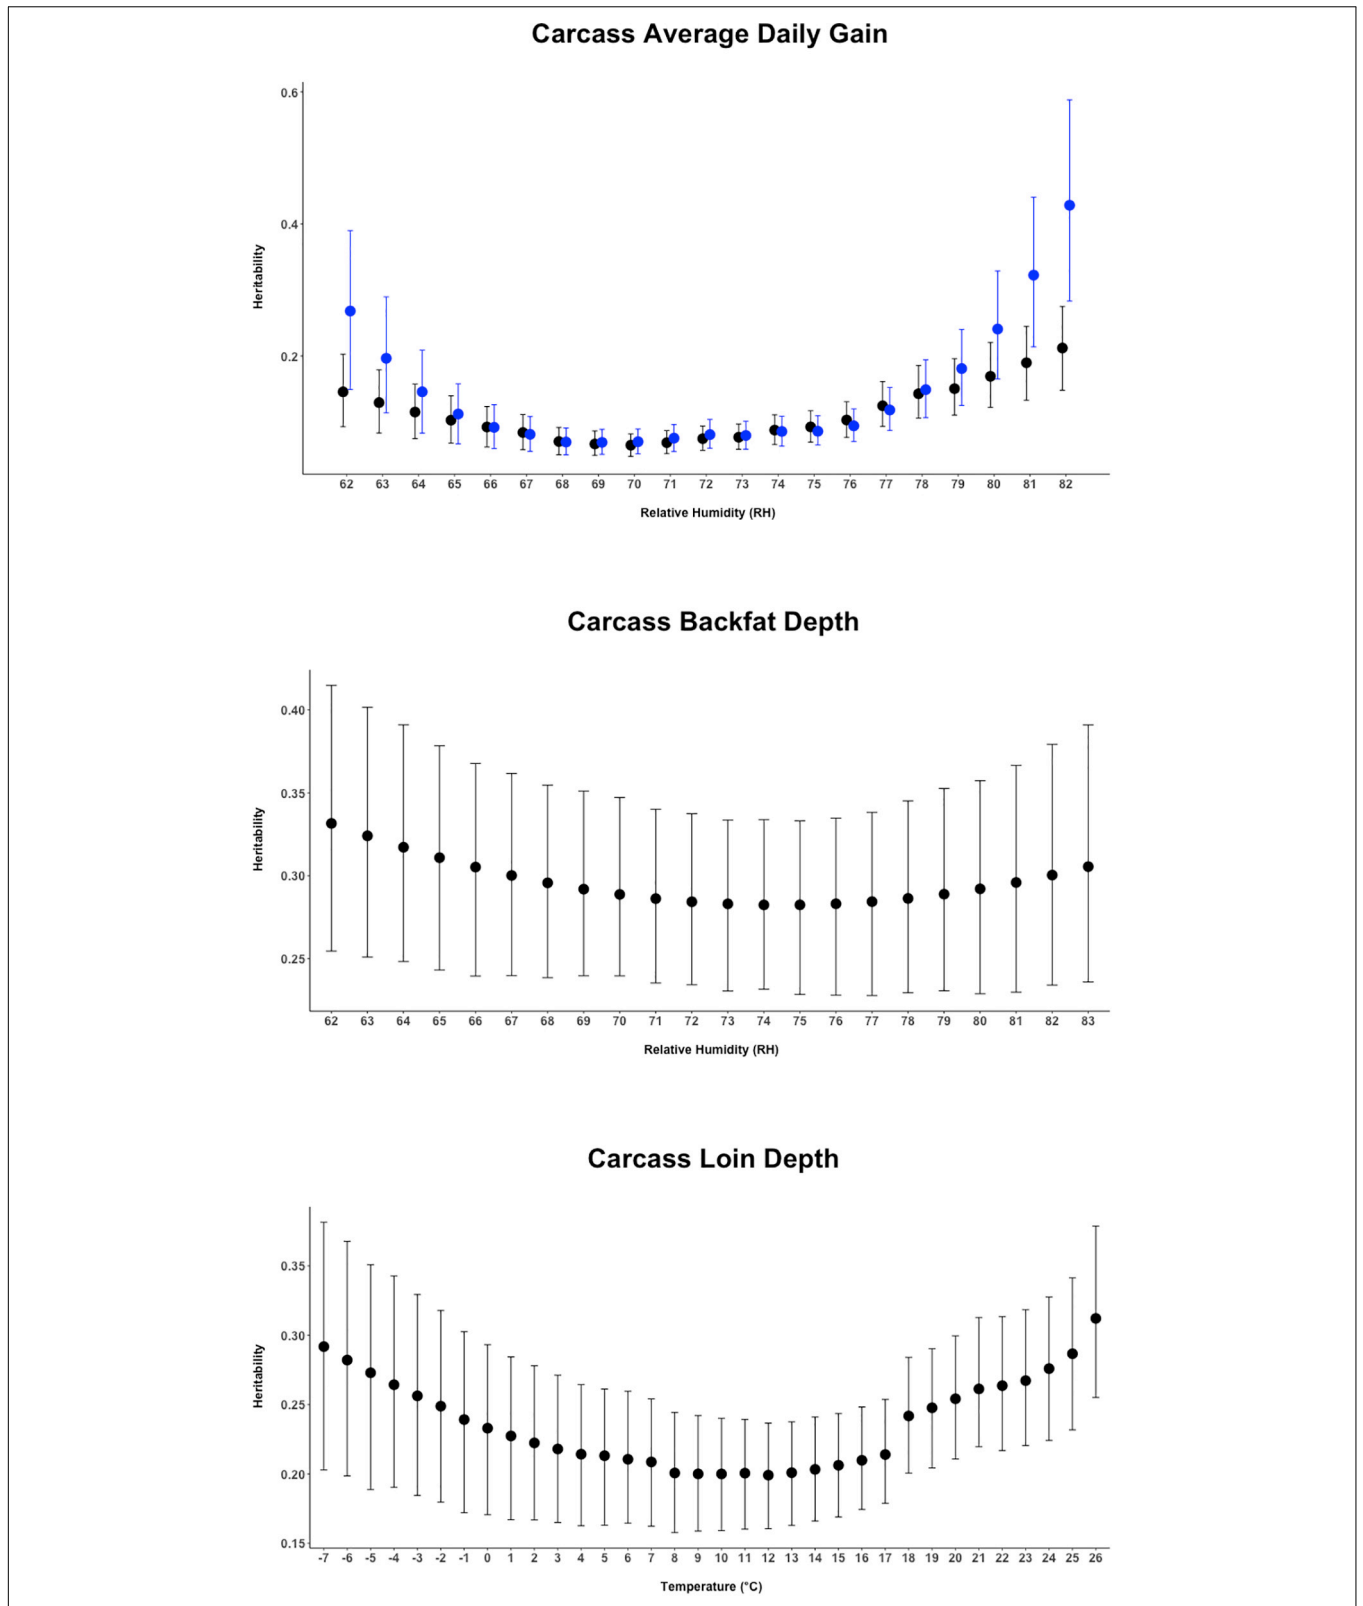 Carcass Average Daily Gain
0.6
0.4
0.2
Heritability
62 63 64 65 66 67 68 69 70 71 72 73 74 75 76 77 78 79 80 81 82
Relative Humidity (RH)
Carcass Backfat Depth
0.40
0.35
0.30
0.25
Heritability
62 63 64 65 66 67 68 69 70 71 72 73 74 75 76 77 78 79 80 81 82 83
Relative Humidity (RH)
Carcass Loin Depth
0.35
0.30
0.25
0.20
0.15
Heritability
-7 -6 -5 -4 -3 -2 -1 0 1 2 3 4 5 6 7 8 9 10 11 12 13 14 15 16 17 18 19 20 21 22 23 24 25 26
Temperature (°C)